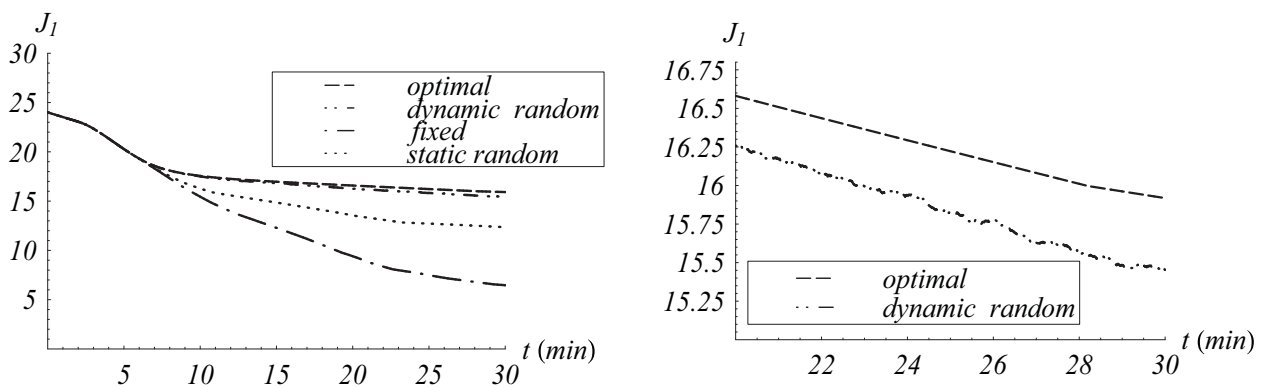 J1
30
25
20
15
10
5
optimal
dynamic random
fixed
static random
t (min)
5 10 15 20 25 30
J1
16.75
16.5
16.25
16
15.75
15.5
15.25
optimal
dynamic random
t (min)
22 24 26 28 30